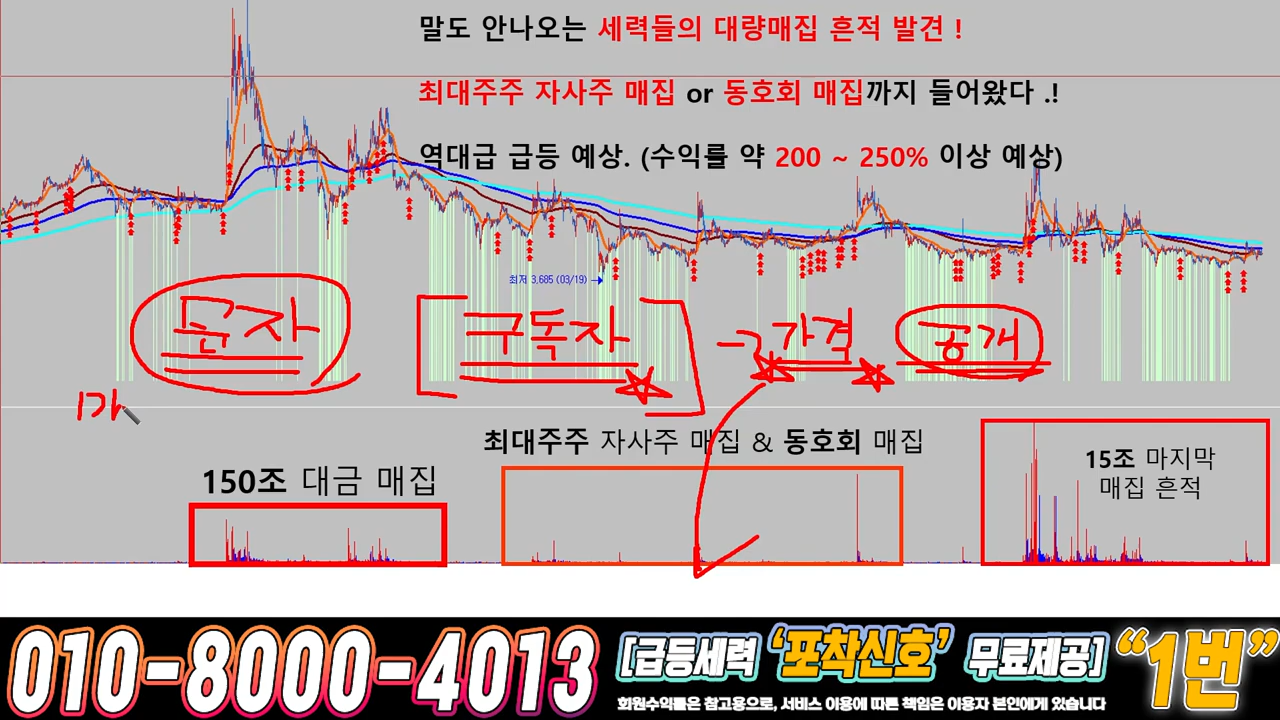 말도 안나오는 세력들의 대량매집 흔적 발견 !
최대주주 자사주 매집 or 동호회 매집까지 들어왔다 .!
역대급 급등 예상. (수익률 약 200 ~ 250% 이상 예상)
최저 3,685 (03/19)
문자
구독자
가격
공개
최대주주 자사주 매집 & 동호회 매집
150조 대금 매집
15조 마지막
매집 흔적
010-8000-4013
[급등세력 '포착신호' 무료제공] "1번"
회원수익률은 참고용으로, 서비스 이용에 따른 책임은 이용자 본인에게 있습니다